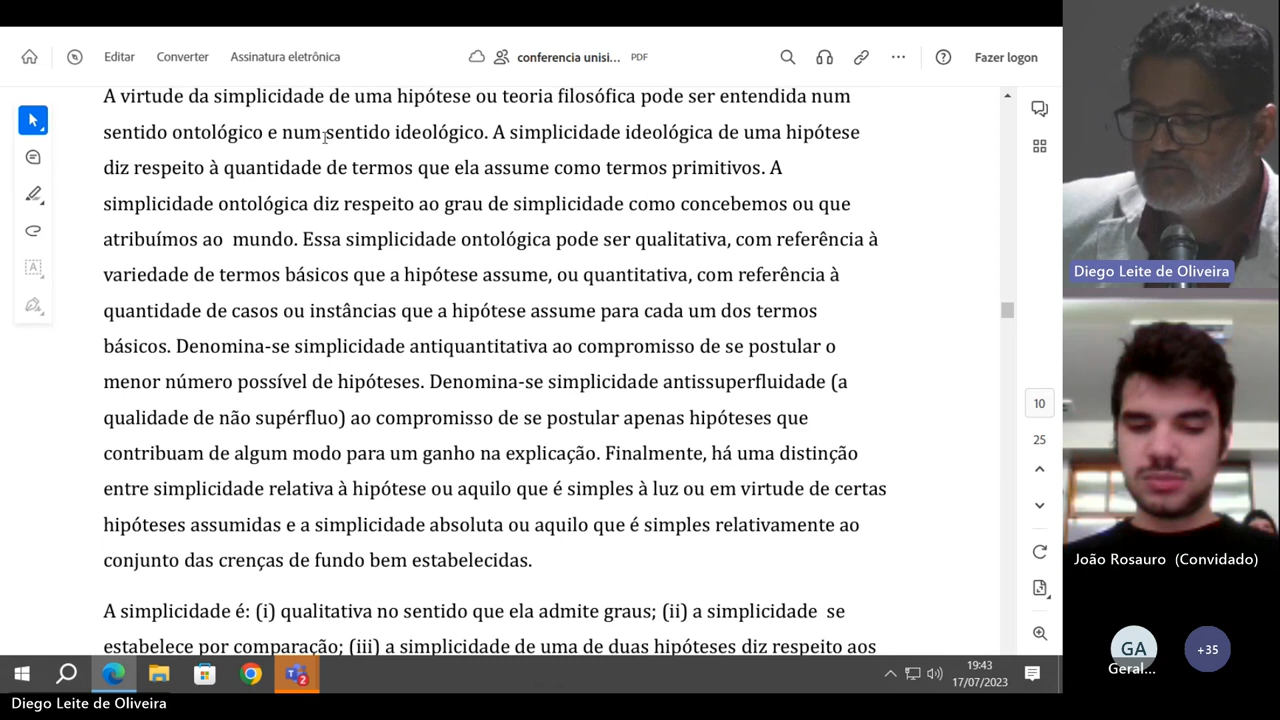 Editar Converter Assinatura eletrônica conferencia unisi... PDF Fazer logon
A virtude da simplicidade de uma hipótese ou teoria filosófica pode ser entendida num
sentido ontológico e num sentido ideológico. A simplicidade ideológica de uma hipótese
diz respeito à quantidade de termos que ela assume como termos primitivos. A
simplicidade ontológica diz respeito ao grau de simplicidade como concebemos ou que
atribuímos ao  mundo. Essa simplicidade ontológica pode ser qualitativa, com referência à
variedade de termos básicos que a hipótese assume, ou quantitativa, com referência à
quantidade de casos ou instâncias que a hipótese assume para cada um dos termos
básicos. Denomina-se simplicidade antiquantitativa ao compromisso de se postular o
menor número possível de hipóteses. Denomina-se simplicidade antissuperfluidade (a
qualidade de não supérfluo) ao compromisso de se postular apenas hipóteses que
contribuam de algum modo para um ganho na explicação. Finalmente, há uma distinção
entre simplicidade relativa à hipótese ou aquilo que é simples à luz ou em virtude de certas
hipóteses assumidas e a simplicidade absoluta ou aquilo que é simples relativamente ao
conjunto das crenças de fundo bem estabelecidas.
A simplicidade é: (i) qualitativa no sentido que ela admite graus; (ii) a simplicidade  se
estabelece por comparação; (iii) a simplicidade de uma de duas hipóteses diz respeito aos
10
25
Diego Leite de Oliveira
João Rosauro (Convidado)
GA
Geral...
+35
2
19:43
17/07/2023
Diego Leite de Oliveira